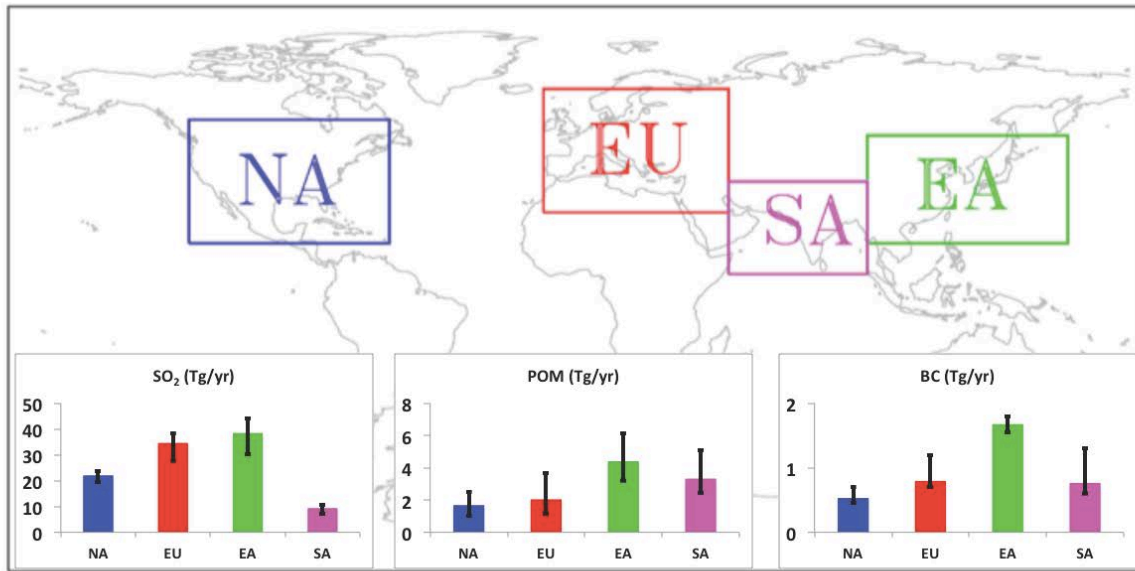 NA
EU
SA
EA
SO₂ (Tg/yr)
50
40
30
20
10
0
NA EU EA SA
POM (Tg/yr)
8
6
4
2
0
NA EU EA SA
BC (Tg/yr)
2
1
0
NA EU EA SA